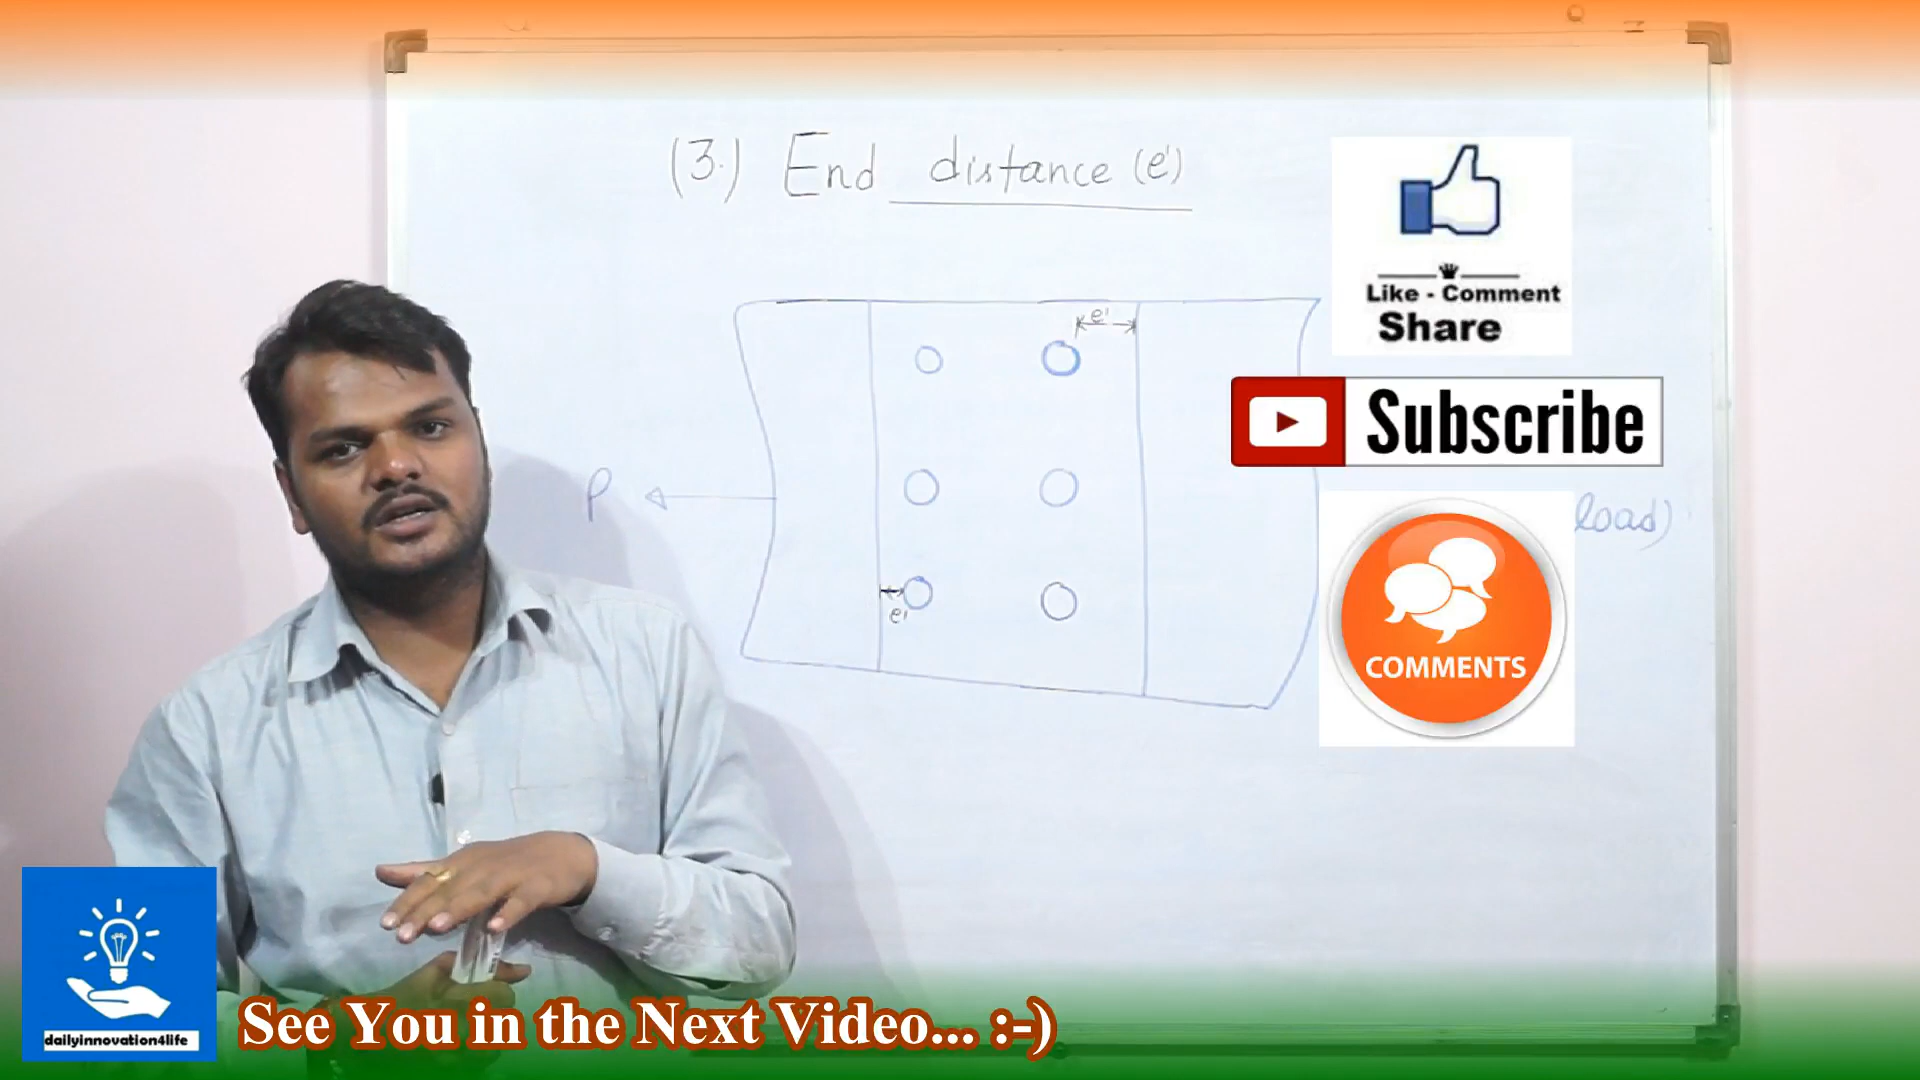 (3.) End distance (e')
Like - Comment
Share
e'
Subscribe
P
load)
e'
COMMENTS
dailyinnovation4life
See You in the Next Video... :-)